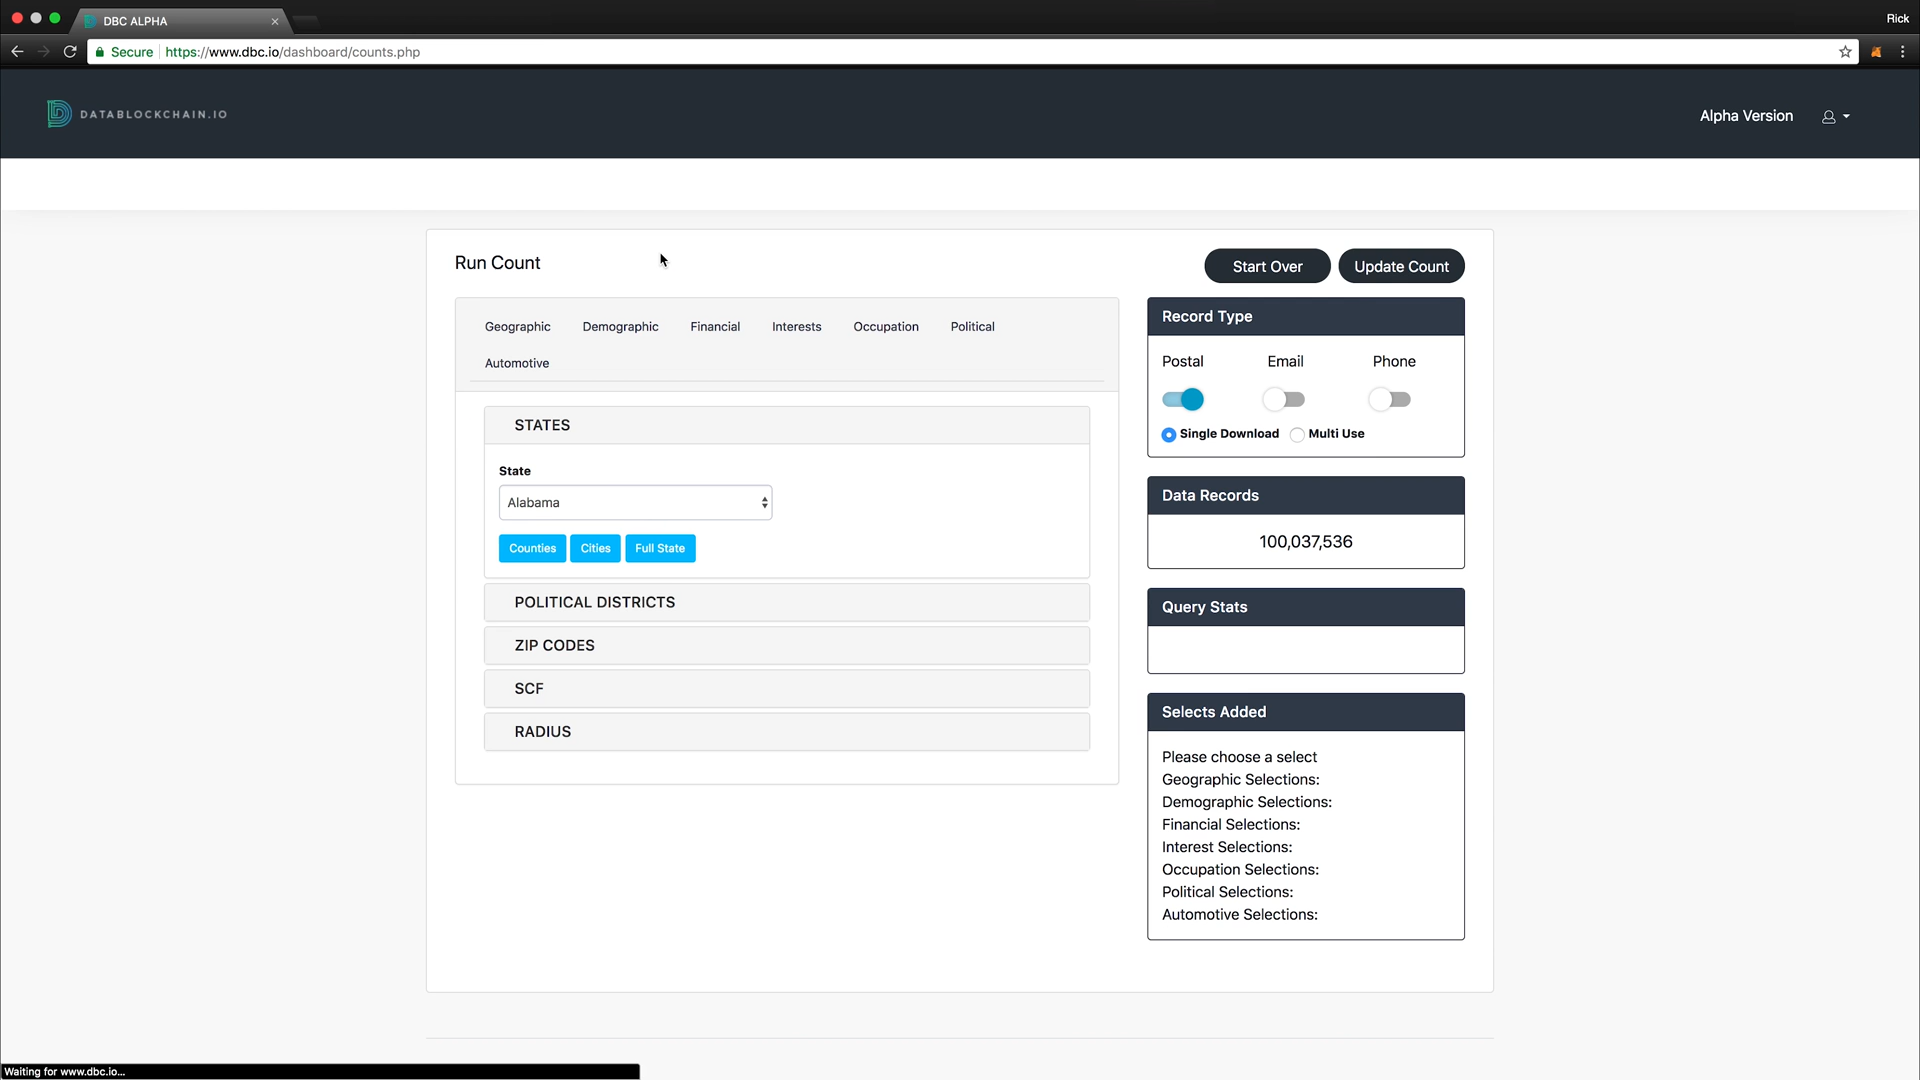 DBC ALPHA
Rick
Secure https://www.dbc.io/dashboard/counts.php
DATABLOCKCHAIN.IO
Alpha Version
Run Count
Start Over
Update Count
Geographic Demographic Financial Interests Occupation Political
Automotive
STATES
State
Alabama
Counties Cities Full State
POLITICAL DISTRICTS
ZIP CODES
SCF
RADIUS
Record Type
Postal Email Phone
Single Download Multi Use
Data Records
100,037,536
Query Stats
Selects Added
Please choose a select
Geographic Selections:
Demographic Selections:
Financial Selections:
Interest Selections:
Occupation Selections:
Political Selections:
Automotive Selections:
Waiting for www.dbc.io...